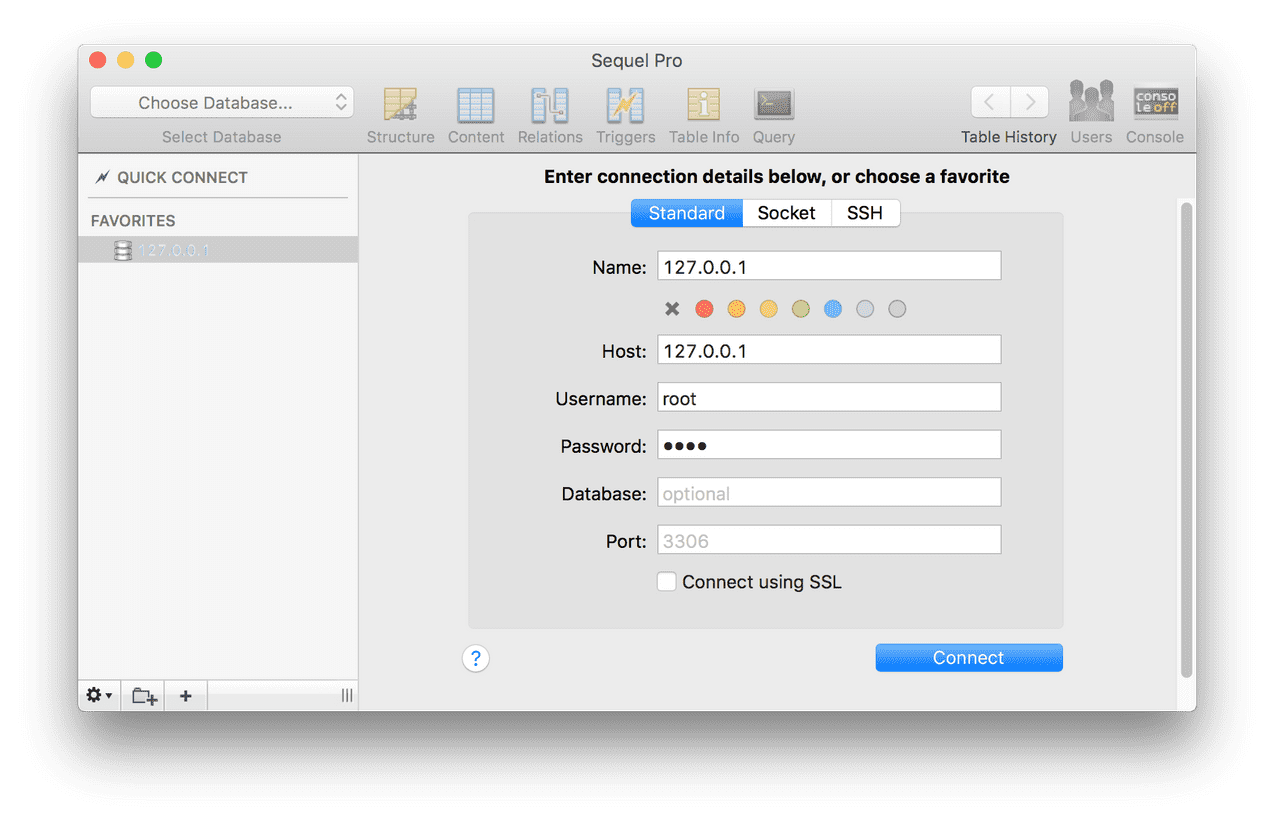 Sequel Pro
Choose Database...
Select Database
Structure
Content
Relations
Triggers
Table Info
Query
Table History
Users
conso
le off
Console
QUICK CONNECT
FAVORITES
127.0.0.1
Enter connection details below, or choose a favorite
Standard Socket SSH
Name: 127.0.0.1
Host: 127.0.0.1
Username: root
Password: ••••
Database: optional
Port: 3306
Connect using SSL
?
Connect